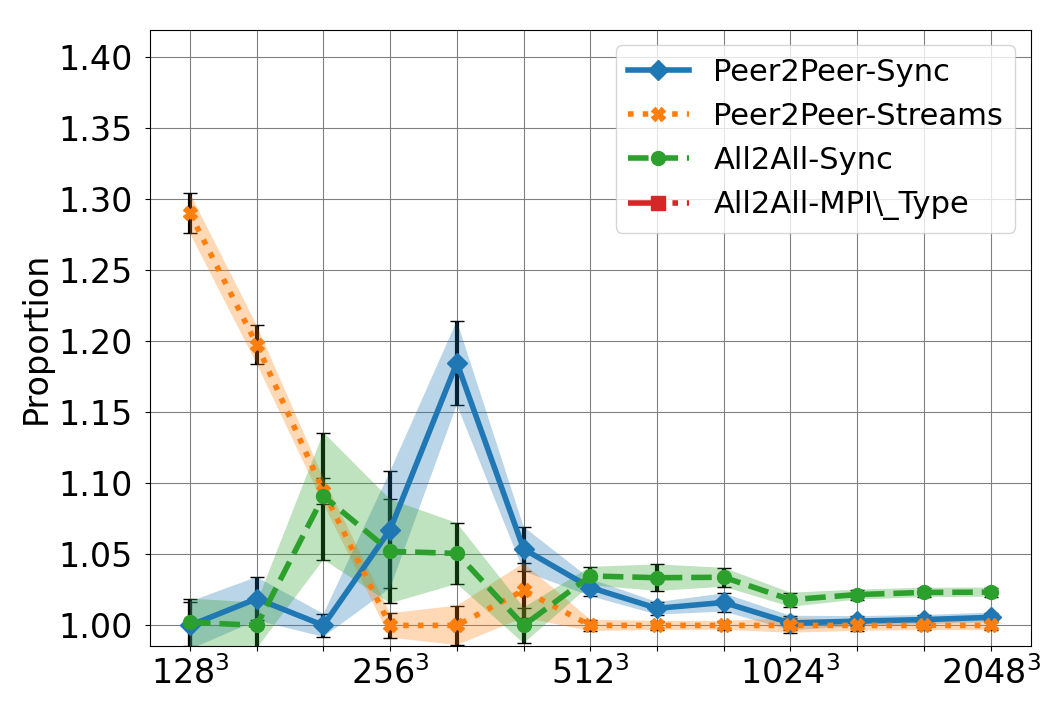 1.40
1.35
1.30
1.25
1.20
1.15
1.10
1.05
1.00
Proportion
Peer2Peer-Sync
Peer2Peer-Streams
All2All-Sync
All2All-MPI\_Type
128³ 256³ 512³ 1024³ 2048³